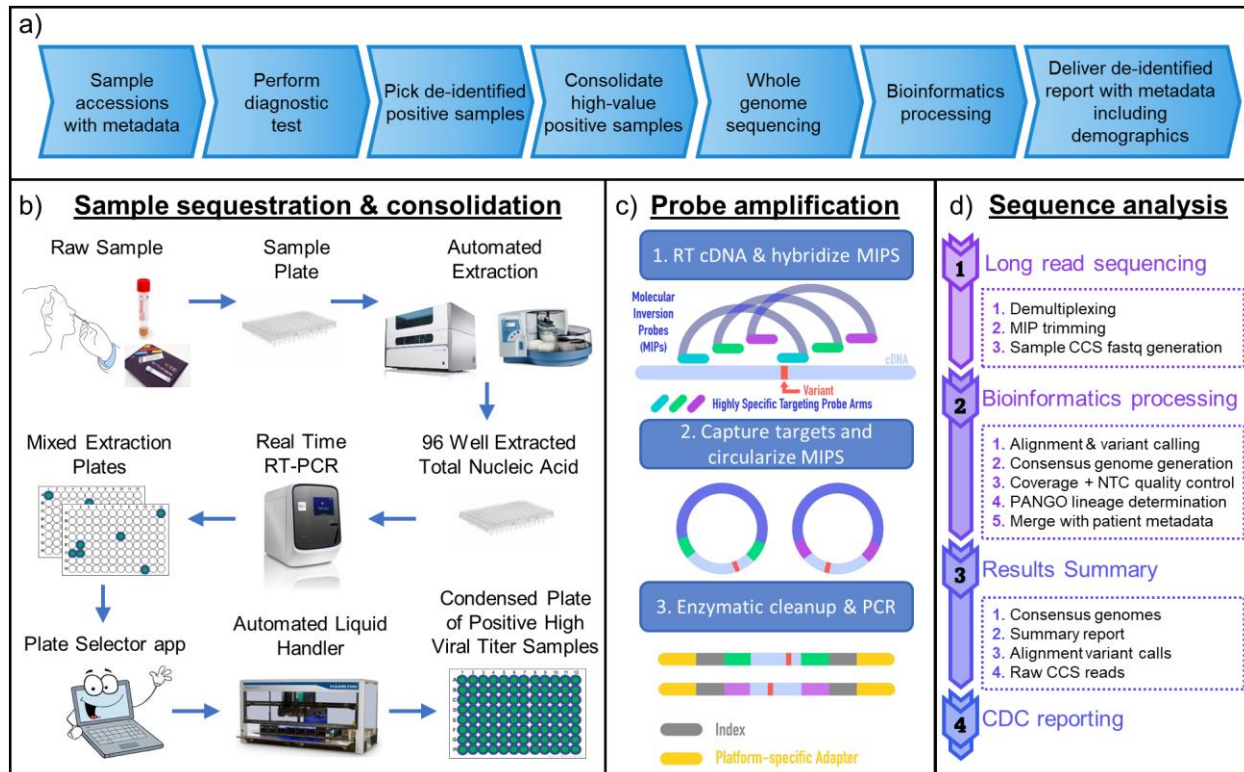 a)
Sample
accessions
with metadata
Perform
diagnostic
test
Pick de-identified
positive samples
Consolidate
high-value
positive samples
Whole
genome
sequencing
Bioinformatics
processing
Deliver de-identified
report with metadata
including
demographics
b) Sample sequestration & consolidation
Raw Sample
Sample
Plate
Automated
Extraction
Mixed Extraction
Plates
Real Time
RT-PCR
96 Well Extracted
Total Nucleic Acid
Plate Selector app
Automated Liquid
Handler
Condensed Plate
of Positive High
Viral Titer Samples
c) Probe amplification
1. RT cDNA & hybridize MIPS
Molecular
Inversion
Probes
(MIPs)
cDNA
Variant
Highly Specific Targeting Probe Arms
2. Capture targets and
circularize MIPS
3. Enzymatic cleanup & PCR
Index
Platform-specific Adapter
d) Sequence analysis
1 Long read sequencing
1. Demultiplexing
2. MIP trimming
3. Sample CCS fastq generation
2 Bioinformatics processing
1. Alignment & variant calling
2. Consensus genome generation
3. Coverage + NTC quality control
4. PANGO lineage determination
5. Merge with patient metadata
3 Results Summary
1. Consensus genomes
2. Summary report
3. Alignment variant calls
4. Raw CCS reads
4 CDC reporting